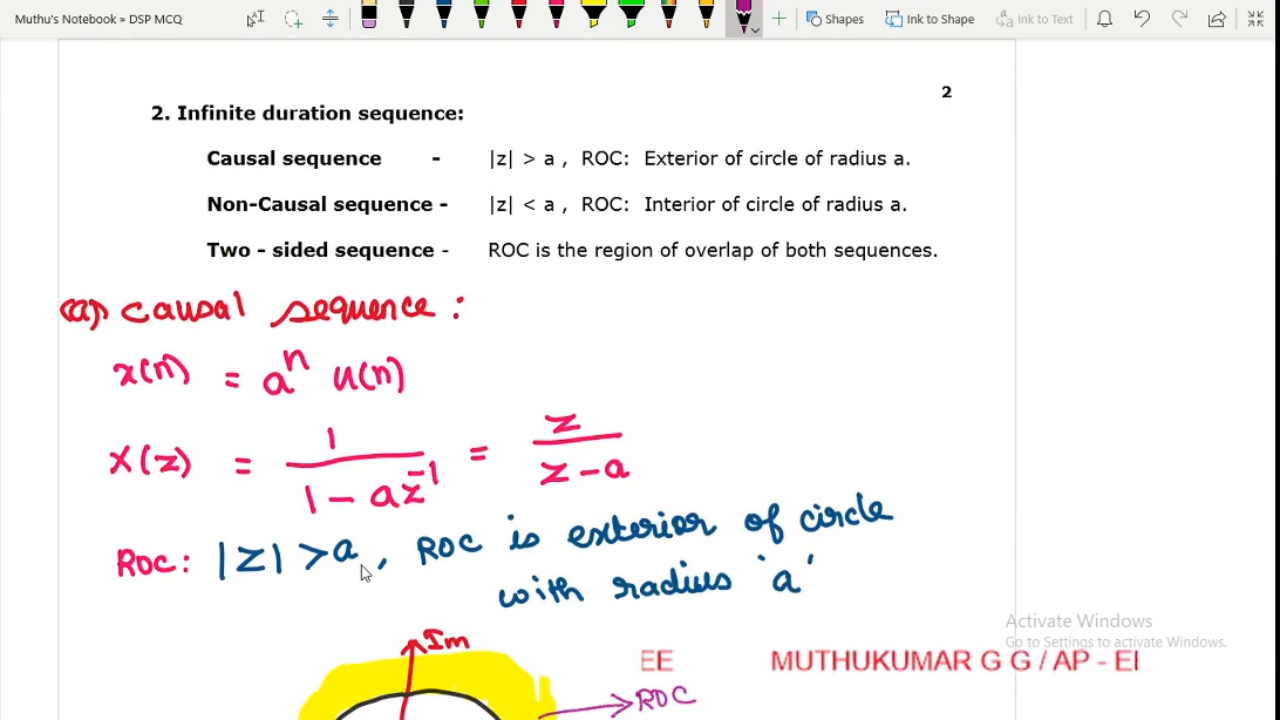 Muthu's Notebook » DSP MCQ
Shapes
Ink to Shape
Ink to Text
2
2. Infinite duration sequence:
Causal sequence - |z| > a , ROC: Exterior of circle of radius a.
Non-Causal sequence - |z| < a , ROC: Interior of circle of radius a.
Two - sided sequence - ROC is the region of overlap of both sequences.
(a) causal sequence :
x(n) = aⁿ u(n)
X(z) = 1 / (1 - az⁻¹) = z / (z - a)
ROC: |z| > a, ROC is exterior of circle
with radius 'a'
Im
Activate Windows
Go to Settings to activate Windows.
EE MUTHUKUMAR G G / AP - EI
ROC